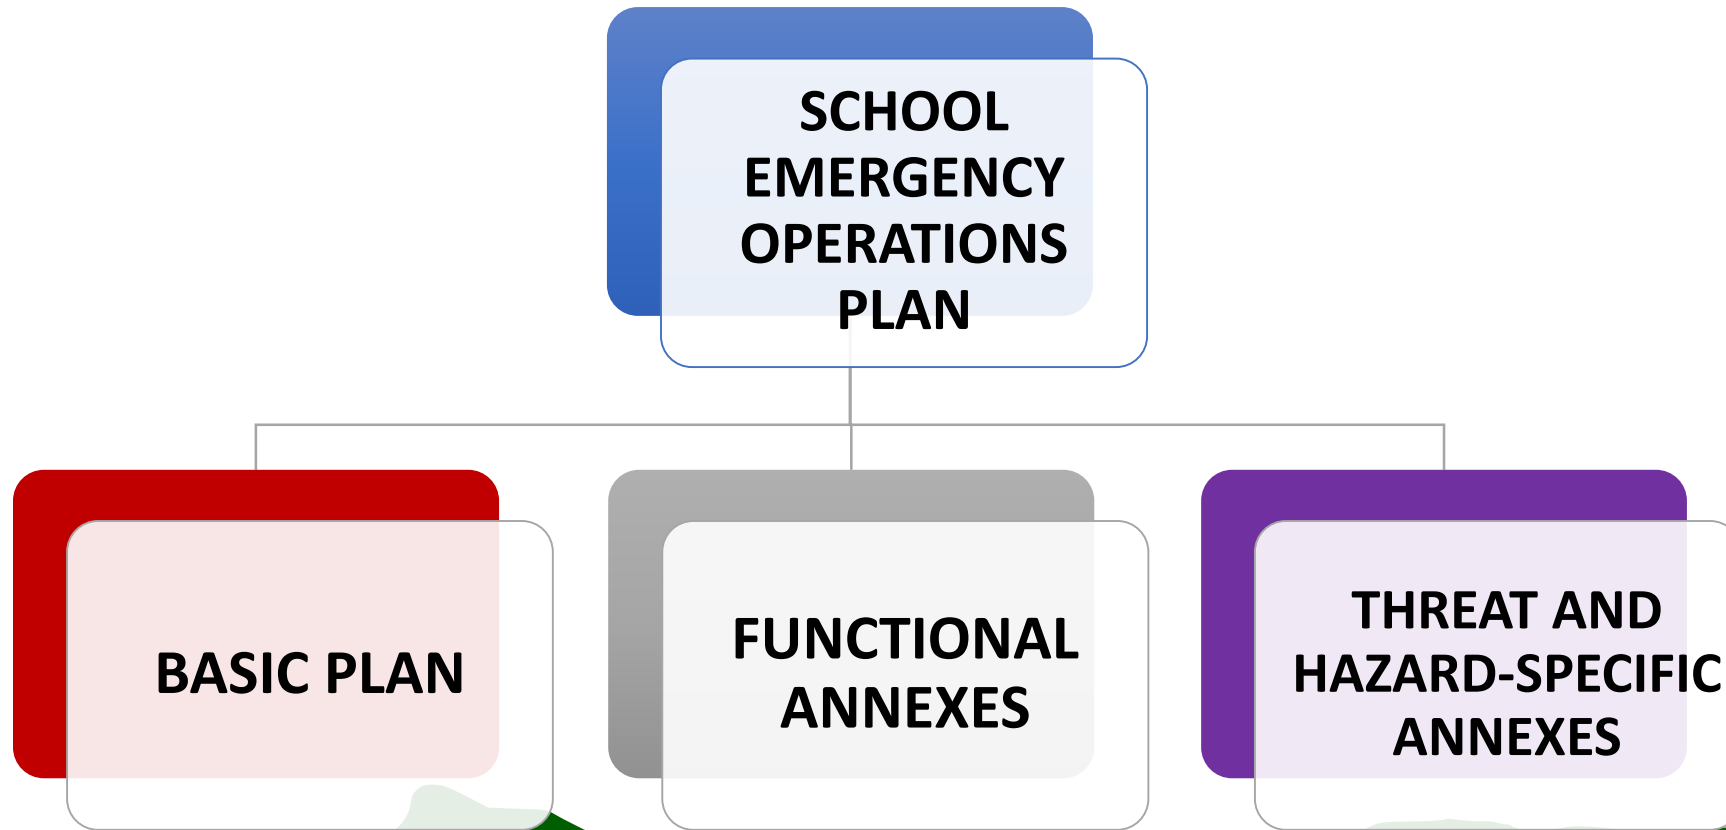 SCHOOL
EMERGENCY
OPERATIONS
PLAN
BASIC PLAN
FUNCTIONAL
ANNEXES
THREAT AND
HAZARD-SPECIFIC
ANNEXES